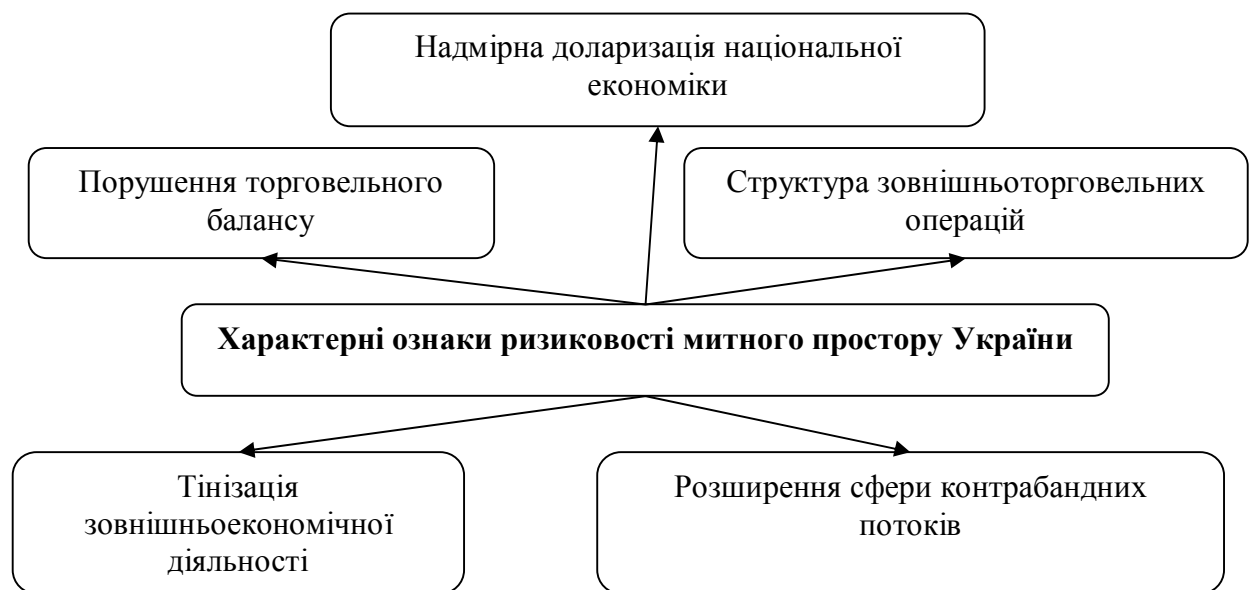 Надмірна доларизація національної
економіки
Порушення торговельного
балансу
Структура зовнішньоторговельних
операцій
Характерні ознаки ризиковості митного простору України
Тінізація
зовнішньоекономічної
діяльності
Розширення сфери контрабандних
потоків